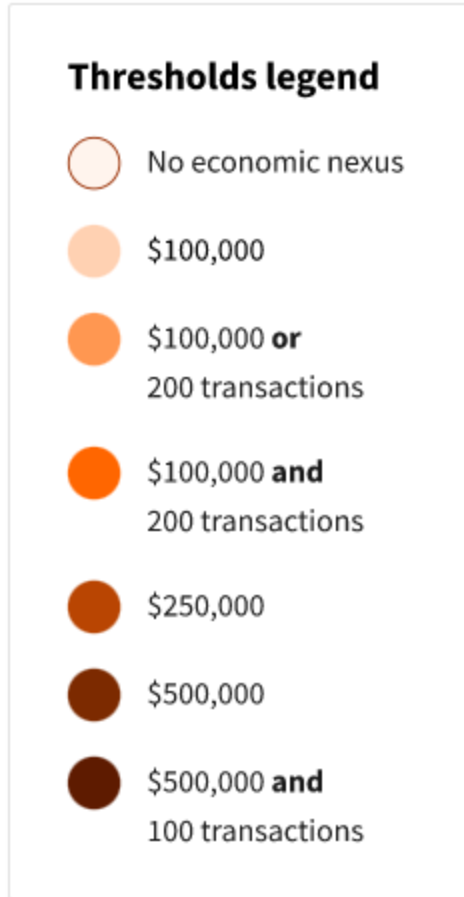 Thresholds legend
No economic nexus
$100,000
$100,000 or
200 transactions
$100,000 and
200 transactions
$250,000
$500,000
$500,000 and
100 transactions